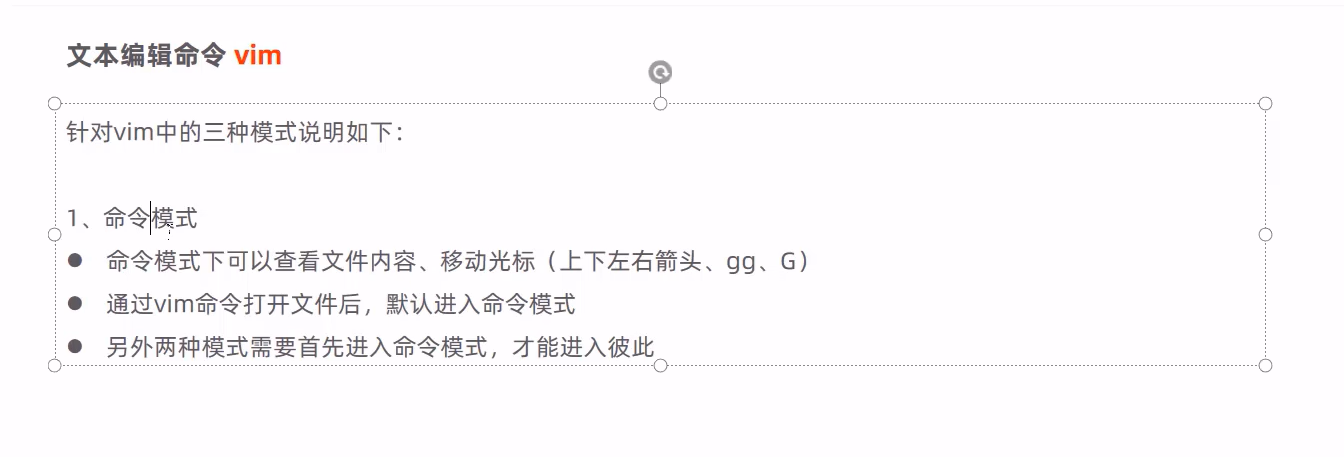 文本编辑命令 vim
针对vim中的三种模式说明如下：
1、命令模式
● 命令模式下可以查看文件内容、移动光标（上下左右箭头、gg、G）
● 通过vim命令打开文件后，默认进入命令模式
● 另外两种模式需要首先进入命令模式，才能进入彼此